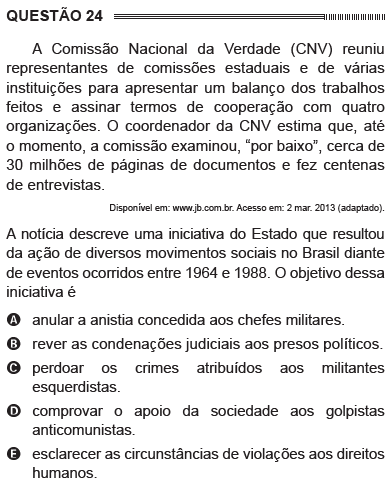 QUESTÃO 24
A Comissão Nacional da Verdade (CNV) reuniu
representantes de comissões estaduais e de várias
instituições para apresentar um balanço dos trabalhos
feitos e assinar termos de cooperação com quatro
organizações. O coordenador da CNV estima que, até
o momento, a comissão examinou, “por baixo”, cerca de
30 milhões de páginas de documentos e fez centenas
de entrevistas.
Disponível em: www.jb.com.br. Acesso em: 2 mar. 2013 (adaptado).
A notícia descreve uma iniciativa do Estado que resultou
da ação de diversos movimentos sociais no Brasil diante
de eventos ocorridos entre 1964 e 1988. O objetivo dessa
iniciativa é
A anular a anistia concedida aos chefes militares.
B rever as condenações judiciais aos presos políticos.
C perdoar os crimes atribuídos aos militantes
esquerdistas.
D comprovar o apoio da sociedade aos golpistas
anticomunistas.
E esclarecer as circunstâncias de violações aos direitos
humanos.